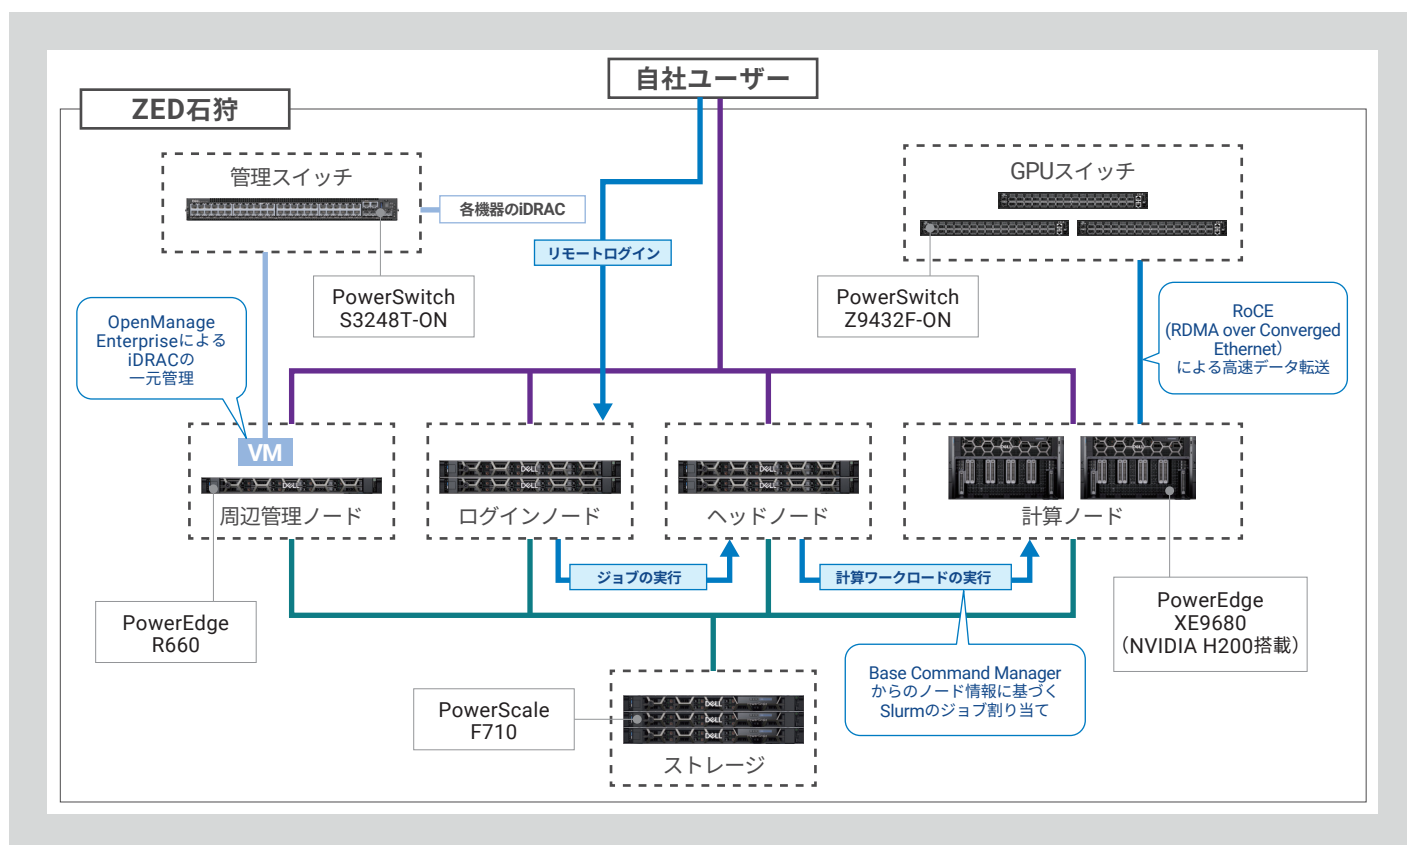 自社ユーザー
ZED石狩
管理スイッチ
各機器のiDRAC
GPUスイッチ
リモートログイン
PowerSwitch
S3248T-ON
PowerSwitch
Z9432F-ON
OpenManage
Enterpriseによる
iDRACの
一元管理
RoCE
(RDMA over Converged
Ethernet)
による高速データ転送
VM
DELL
DELL
DELL
DELL
DELL
周辺管理ノード
ログインノード
ヘッドノード
計算ノード
ジョブの実行
計算ワークロードの実行
PowerEdge
R660
PowerEdge
XE9680
(NVIDIA H200搭載)
Base Command Manager
からのノード情報に基づく
Slurmのジョブ割り当て
PowerScale
F710
DELL
DELL
DELL
ストレージ